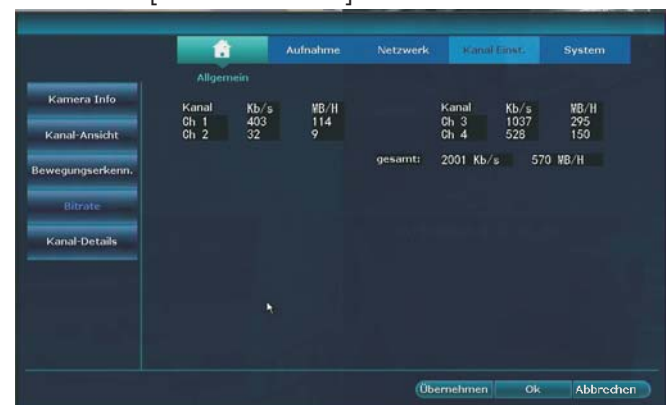 Aufnahme Netzwerk Kanal Einst. System
Allgemein
Kamera Info
Kanal-Ansicht
Bewegungserkenn.
Bitrate
Kanal-Details
Kanal Kb/s MB/H Kanal Kb/s MB/H
Ch 1 403 114 Ch 3 1037 295
Ch 2 32 9 Ch 4 528 150
gesamt: 2001 Kb/s 570 MB/H
Übernehmen Ok Abbrechen